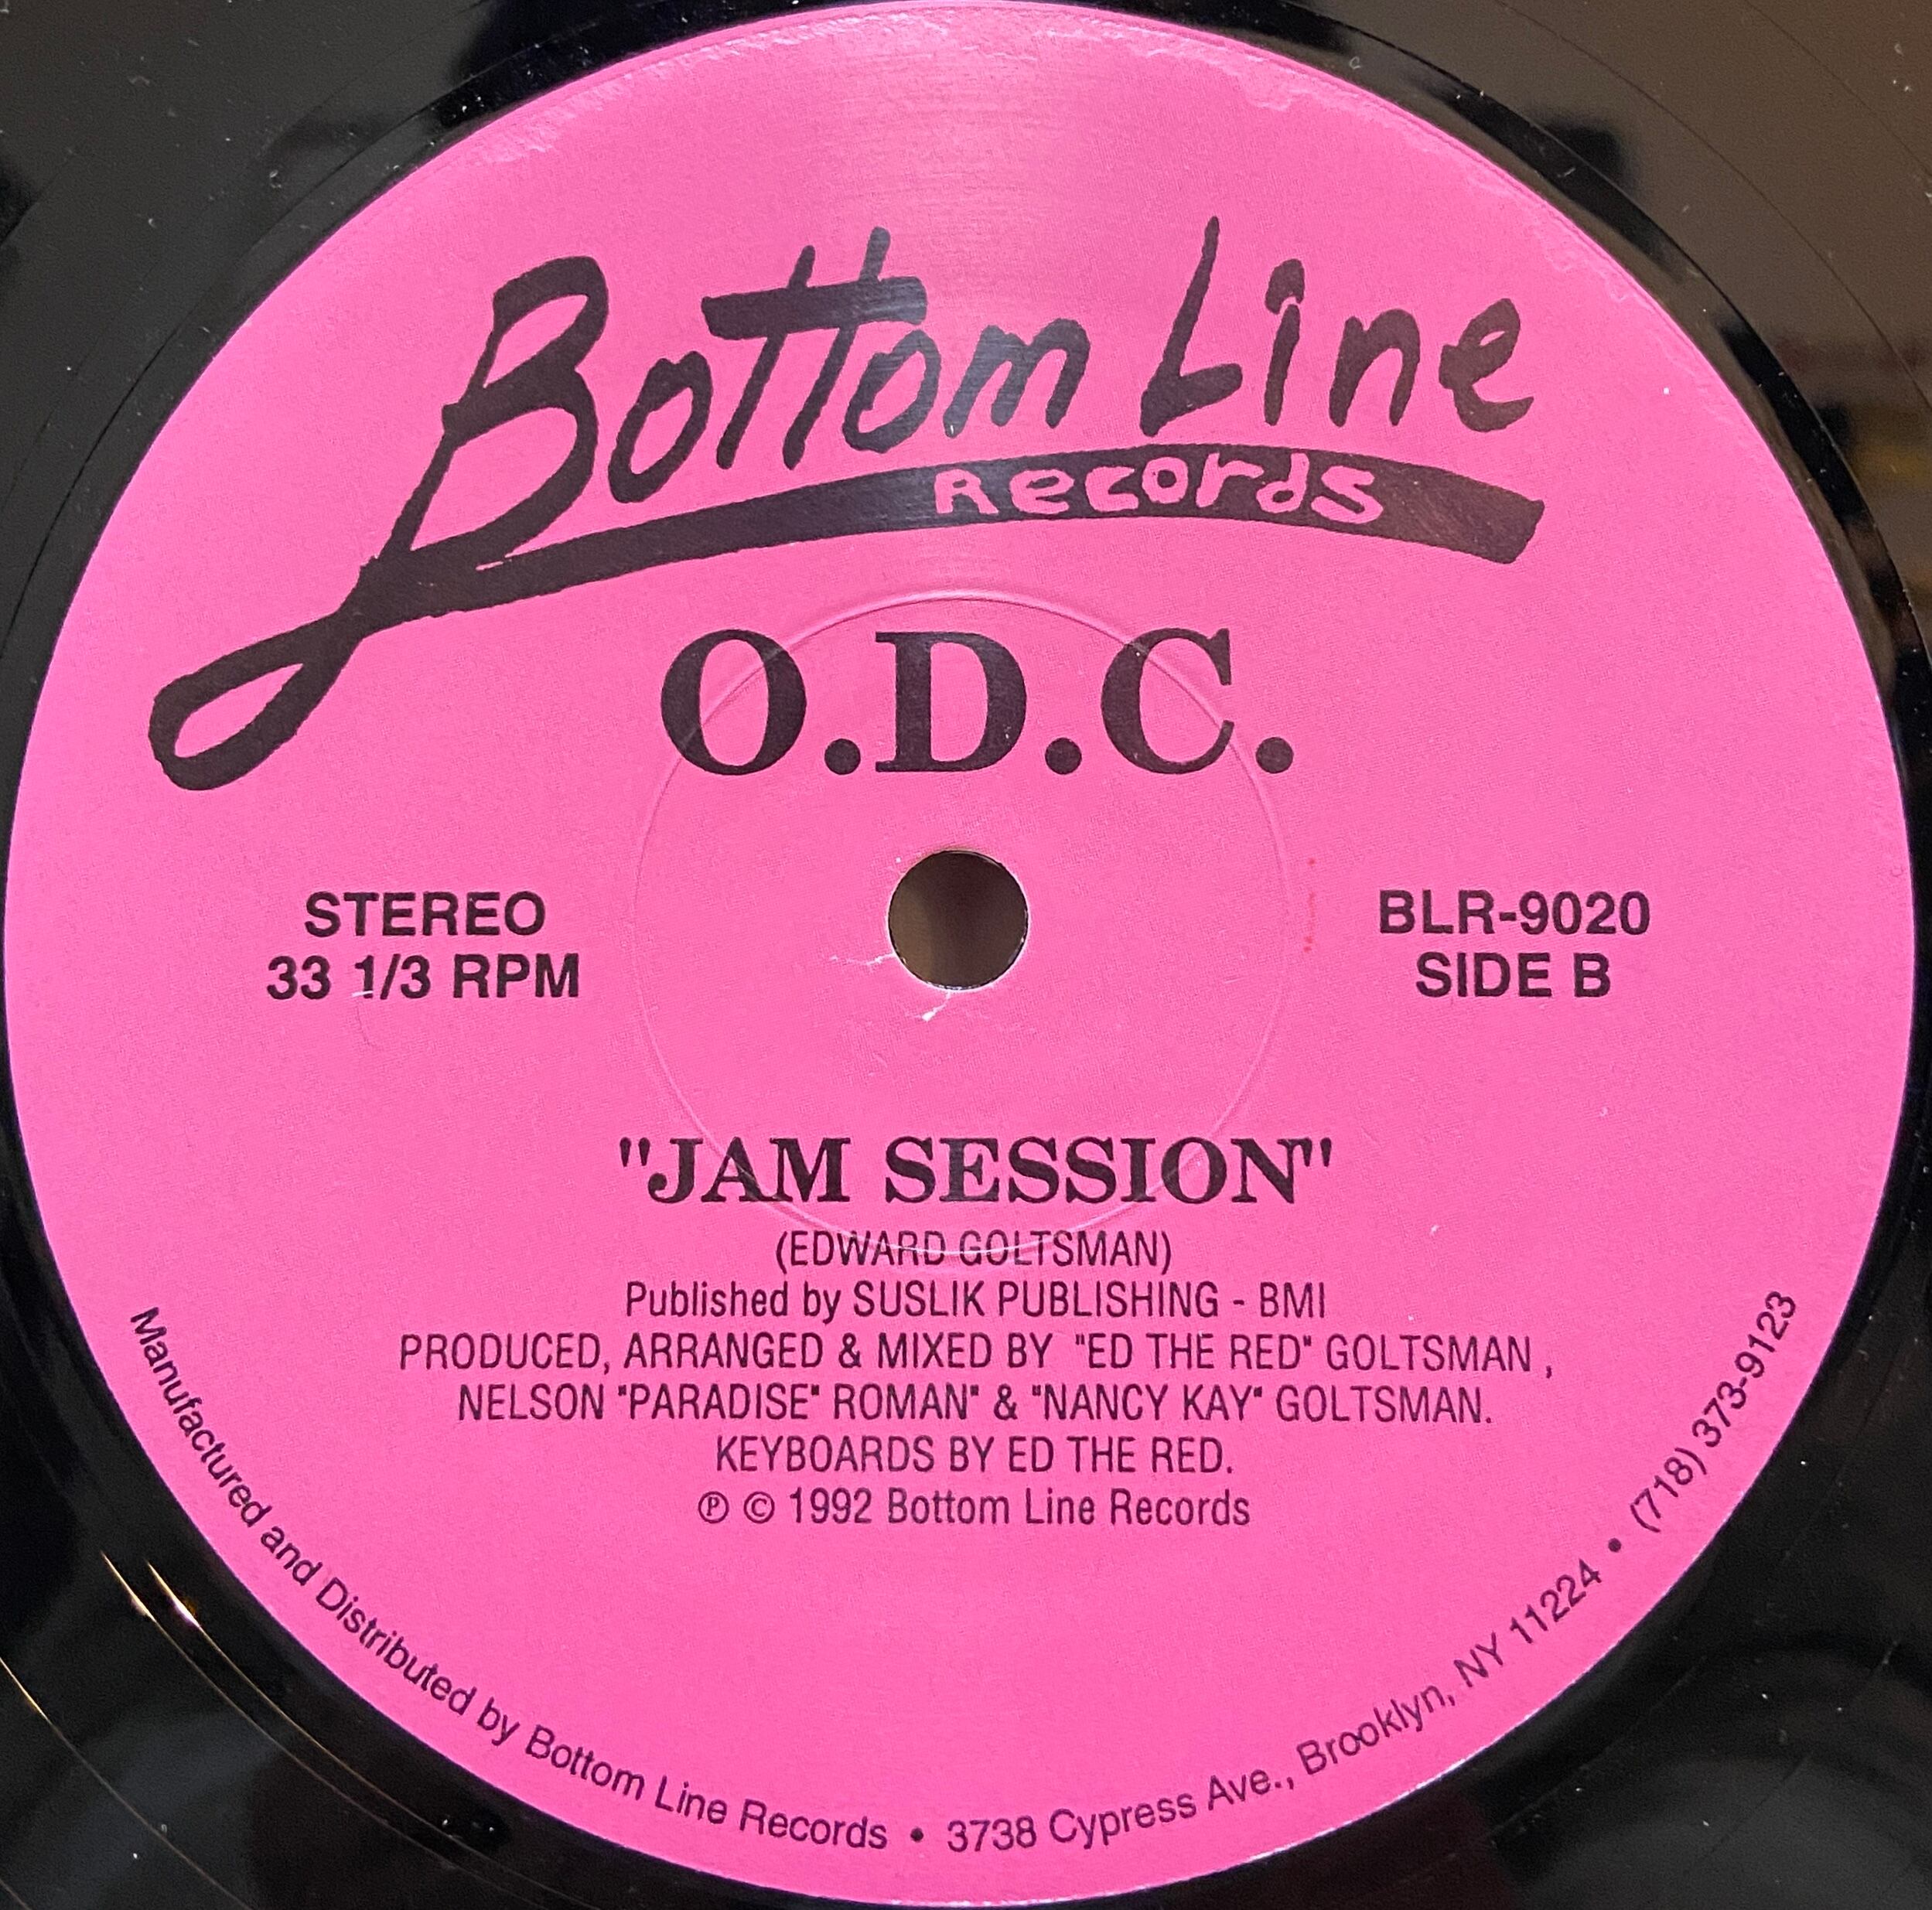 Bottom Line
Records
O.D.C.
STEREO
33 1/3 RPM
BLR-9020
SIDE B
"JAM SESSION"
(EDWARD GOLTSMAN)
Published by SUSLIK PUBLISHING - BMI
PRODUCED, ARRANGED & MIXED BY "ED THE RED" GOLTSMAN ,
NELSON "PARADISE" ROMAN" & "NANCY KAY" GOLTSMAN.
KEYBOARDS BY ED THE RED.
℗ © 1992 Bottom Line Records
Manufactured and Distributed by Bottom Line Records • 3738 Cypress Ave., Brooklyn, NY 11224 • (718) 373-9123